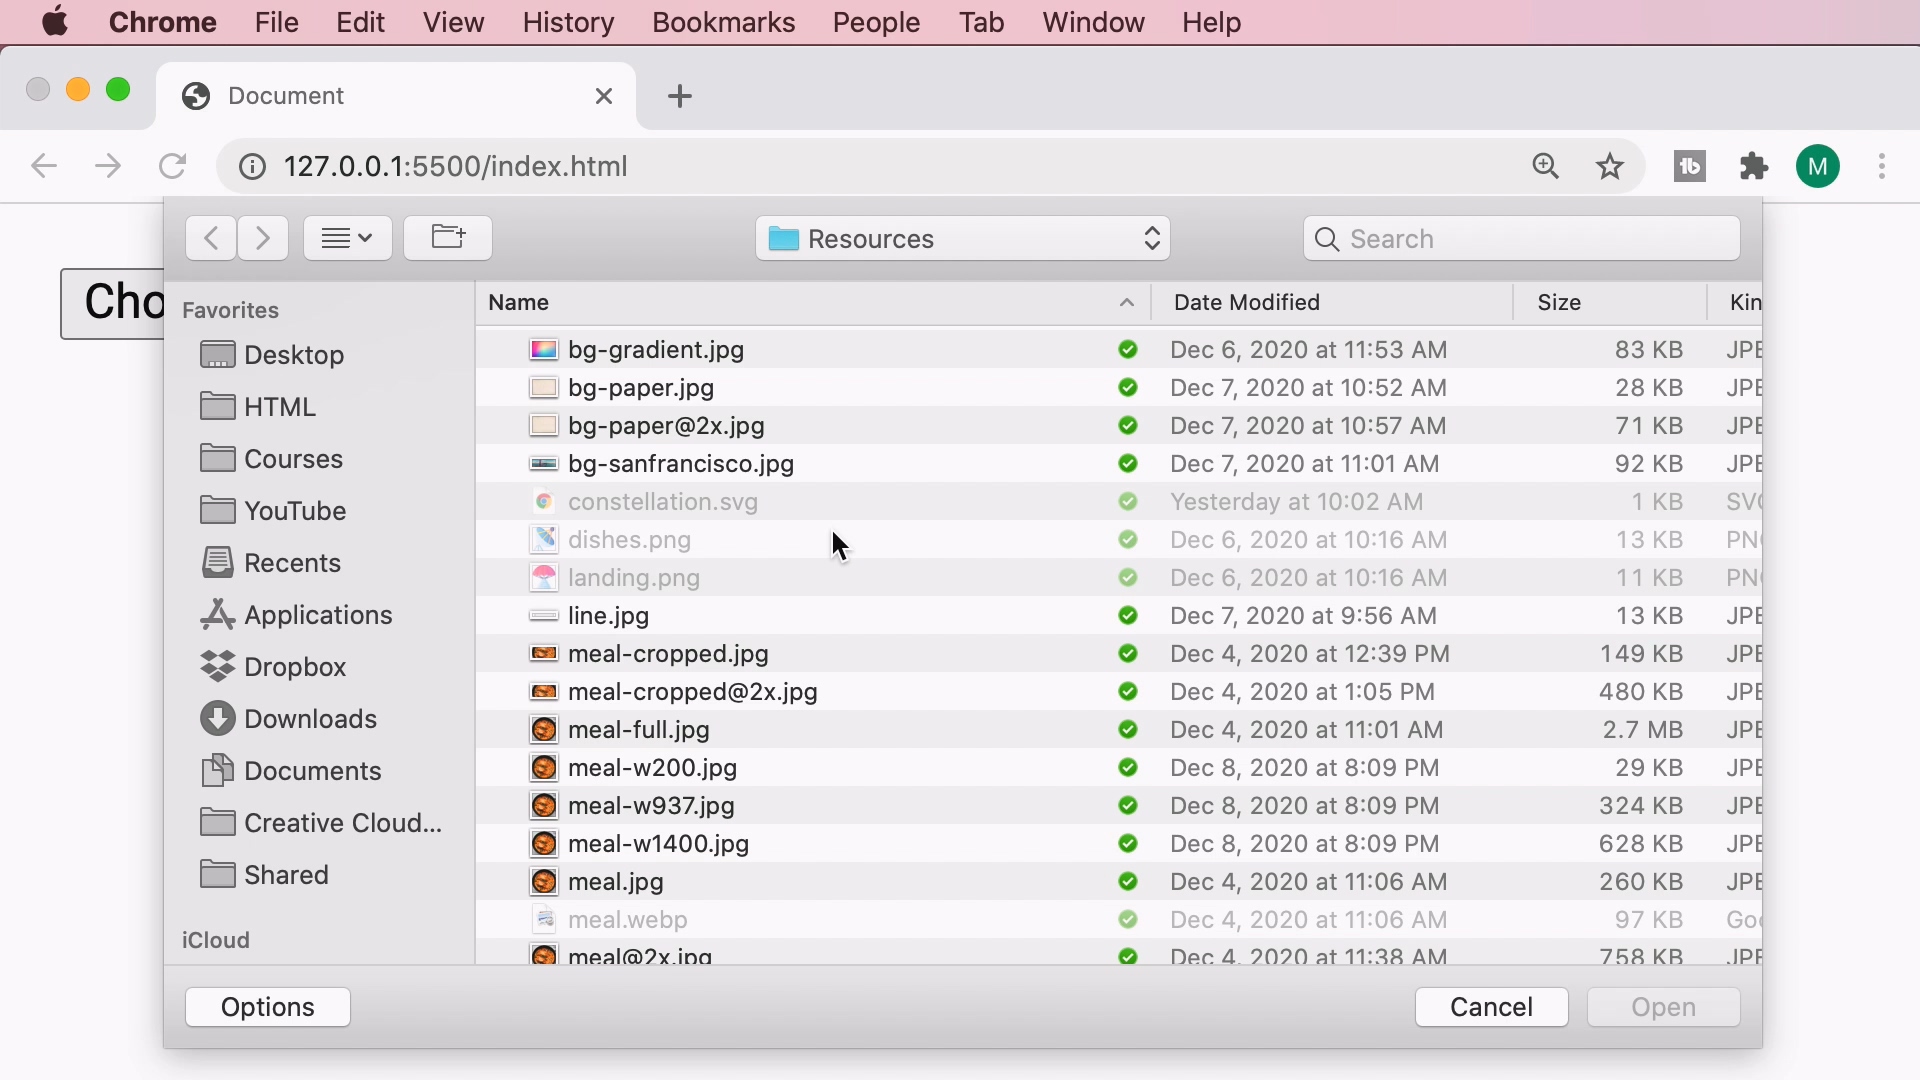 Chrome File Edit View History Bookmarks People Tab Window Help
Document
127.0.0.1:5500/index.html
M
Resources
Search
Cho
Favorites
Desktop
HTML
Courses
YouTube
Recents
Applications
Dropbox
Downloads
Documents
Creative Cloud...
Shared
iCloud
Name Date Modified Size Kin
bg-gradient.jpg Dec 6, 2020 at 11:53 AM 83 KB JPE
bg-paper.jpg Dec 7, 2020 at 10:52 AM 28 KB JPE
bg-paper@2x.jpg Dec 7, 2020 at 10:57 AM 71 KB JPE
bg-sanfrancisco.jpg Dec 7, 2020 at 11:01 AM 92 KB JPE
constellation.svg Yesterday at 10:02 AM 1 KB SVG
dishes.png Dec 6, 2020 at 10:16 AM 13 KB PNG
landing.png Dec 6, 2020 at 10:16 AM 11 KB PNG
line.jpg Dec 7, 2020 at 9:56 AM 13 KB JPE
meal-cropped.jpg Dec 4, 2020 at 12:39 PM 149 KB JPE
meal-cropped@2x.jpg Dec 4, 2020 at 1:05 PM 480 KB JPE
meal-full.jpg Dec 4, 2020 at 11:01 AM 2.7 MB JPE
meal-w200.jpg Dec 8, 2020 at 8:09 PM 29 KB JPE
meal-w937.jpg Dec 8, 2020 at 8:09 PM 324 KB JPE
meal-w1400.jpg Dec 8, 2020 at 8:09 PM 628 KB JPE
meal.jpg Dec 4, 2020 at 11:06 AM 260 KB JPE
meal.webp Dec 4, 2020 at 11:06 AM 97 KB Goo
meal@2x.jpg Dec 4, 2020 at 11:38 AM 758 KB JPE
Options Cancel Open